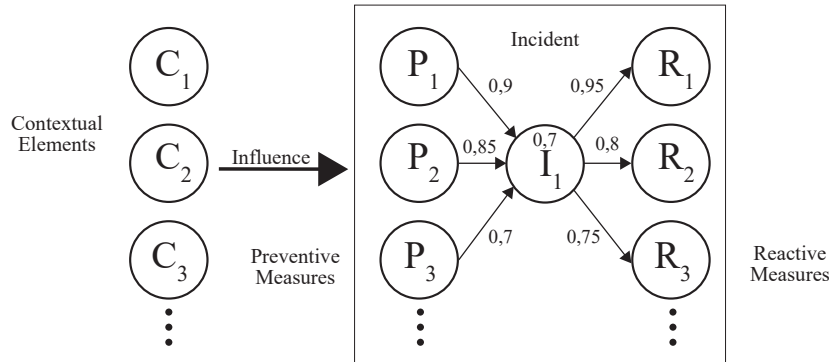 Contextual
Elements
C1
C2
C3
Influence
Preventive
Measures
Incident
P1
P2
P3
0,9
0,85
0,7
0,7
I1
0,95
0,8
0,75
R1
R2
R3
Reactive
Measures